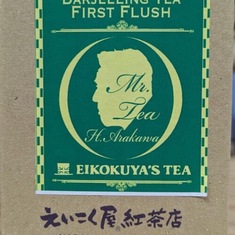 DARJEELING TEA
FIRST FLUSH
Mr.
Tea
H. Arakawa
EIKOKUYA'S TEA
えいこく屋 紅茶店